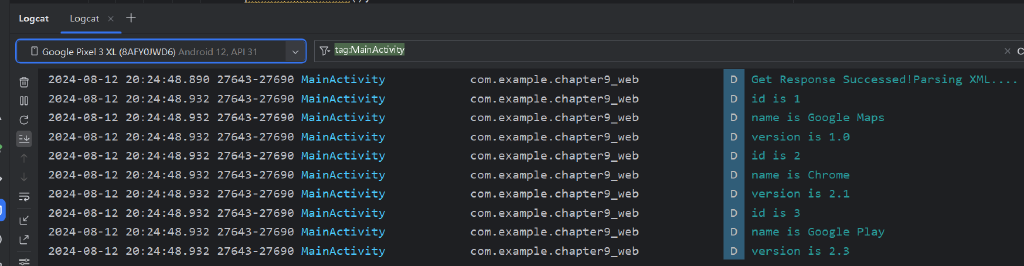 Logcat Logcat × +
Google Pixel 3 XL (8AFY0JWD6) Android 12, API 31 tag:MainActivity
2024-08-12 20:24:48.890 27643-27690 MainActivity com.example.chapter9_web D Get Response Successed!Parsing XML....
2024-08-12 20:24:48.932 27643-27690 MainActivity com.example.chapter9_web D id is 1
2024-08-12 20:24:48.932 27643-27690 MainActivity com.example.chapter9_web D name is Google Maps
2024-08-12 20:24:48.932 27643-27690 MainActivity com.example.chapter9_web D version is 1.0
2024-08-12 20:24:48.932 27643-27690 MainActivity com.example.chapter9_web D id is 2
2024-08-12 20:24:48.932 27643-27690 MainActivity com.example.chapter9_web D name is Chrome
2024-08-12 20:24:48.932 27643-27690 MainActivity com.example.chapter9_web D version is 2.1
2024-08-12 20:24:48.932 27643-27690 MainActivity com.example.chapter9_web D id is 3
2024-08-12 20:24:48.932 27643-27690 MainActivity com.example.chapter9_web D name is Google Play
2024-08-12 20:24:48.932 27643-27690 MainActivity com.example.chapter9_web D version is 2.3